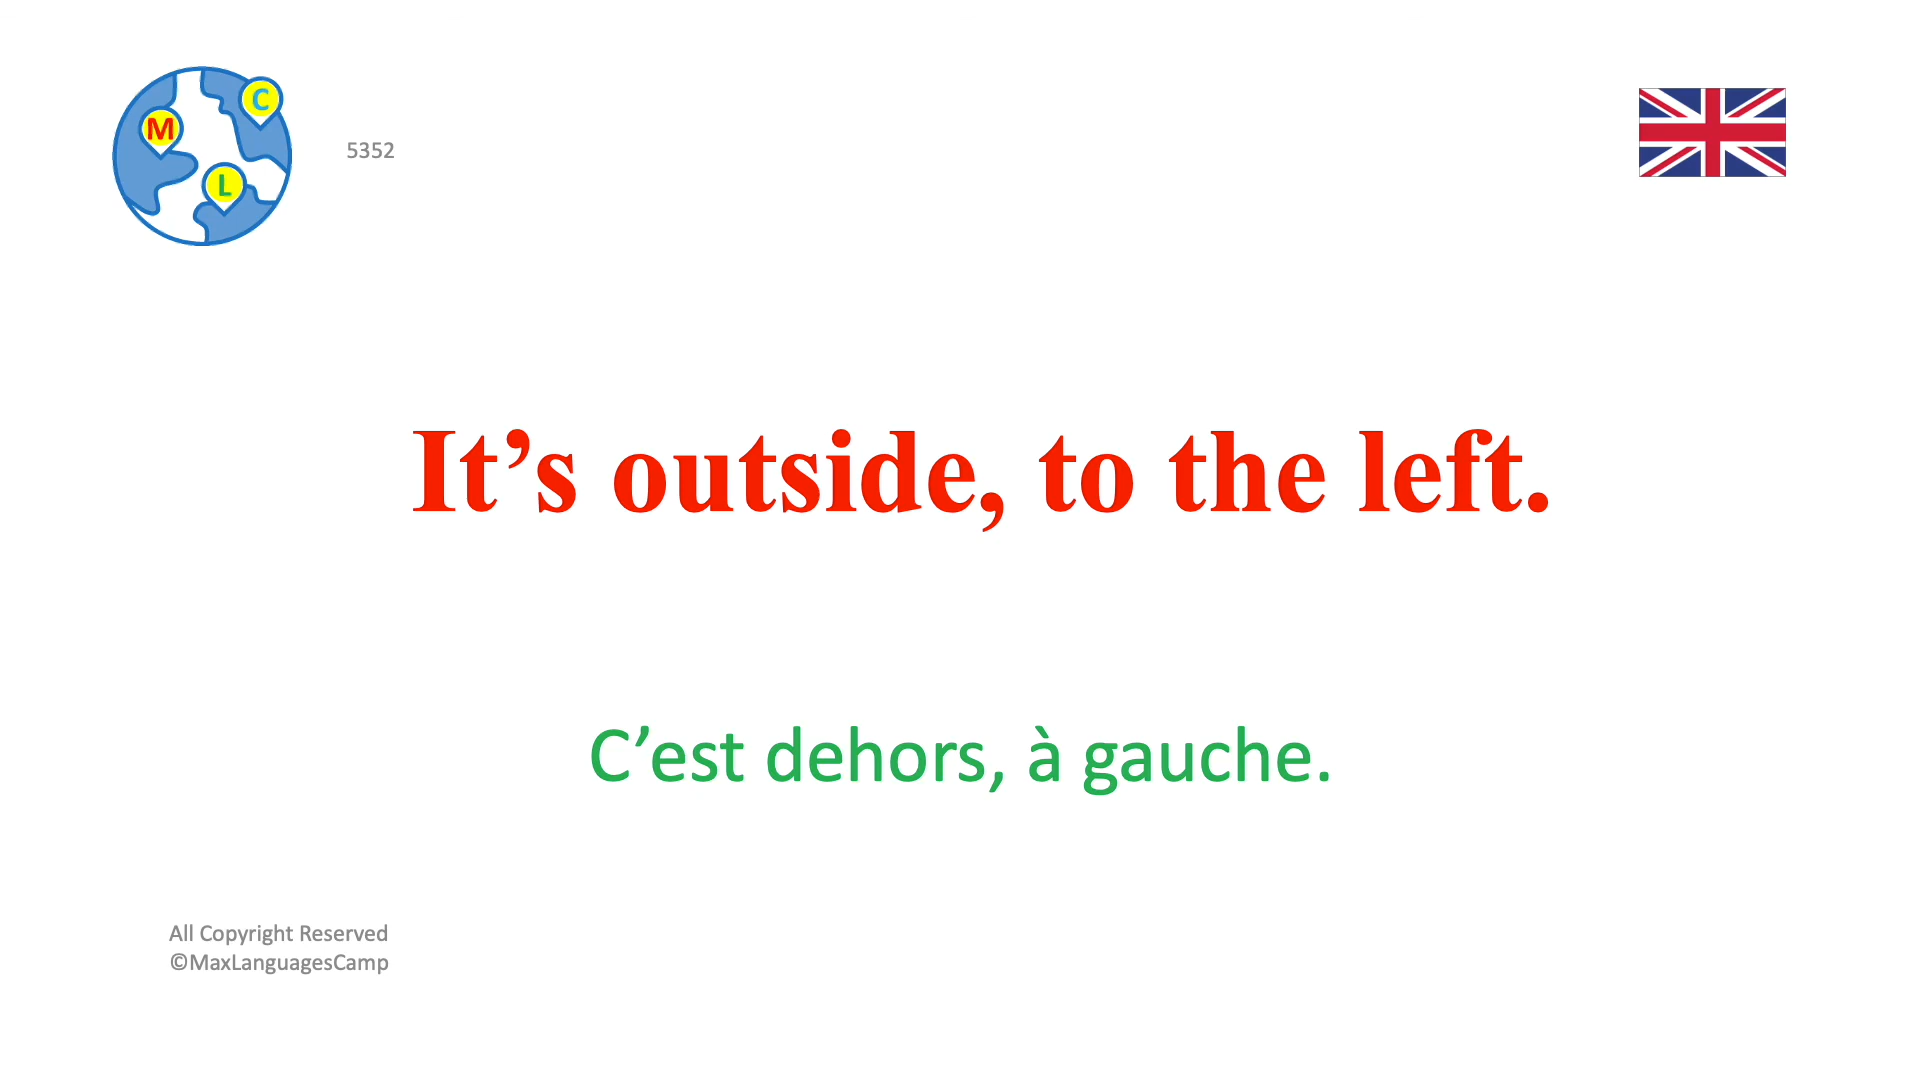 C
M
L
5352
It’s outside, to the left.
C’est dehors, à gauche.
All Copyright Reserved
©MaxLanguagesCamp